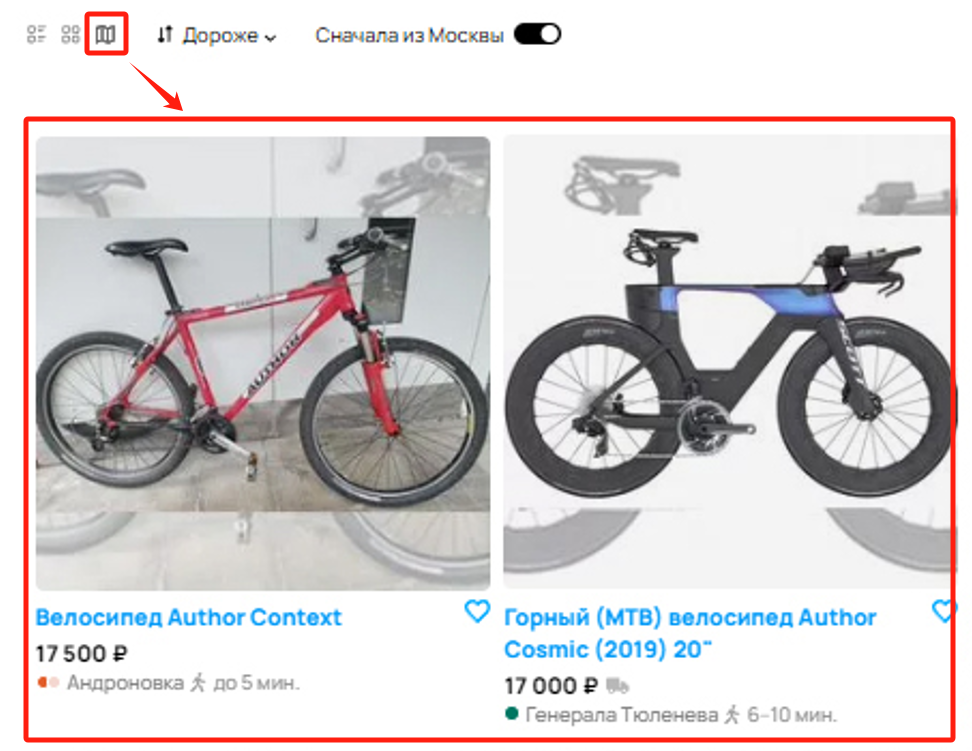 Дороже
Сначала из Москвы
AUTHOR
Велосипед Author Context
17 500 ₽
Андроновка до 5 мин.
Горный (MTB) велосипед Author
Cosmic (2019) 20"
17 000 ₽
Генерала Тюленева 6–10 мин.